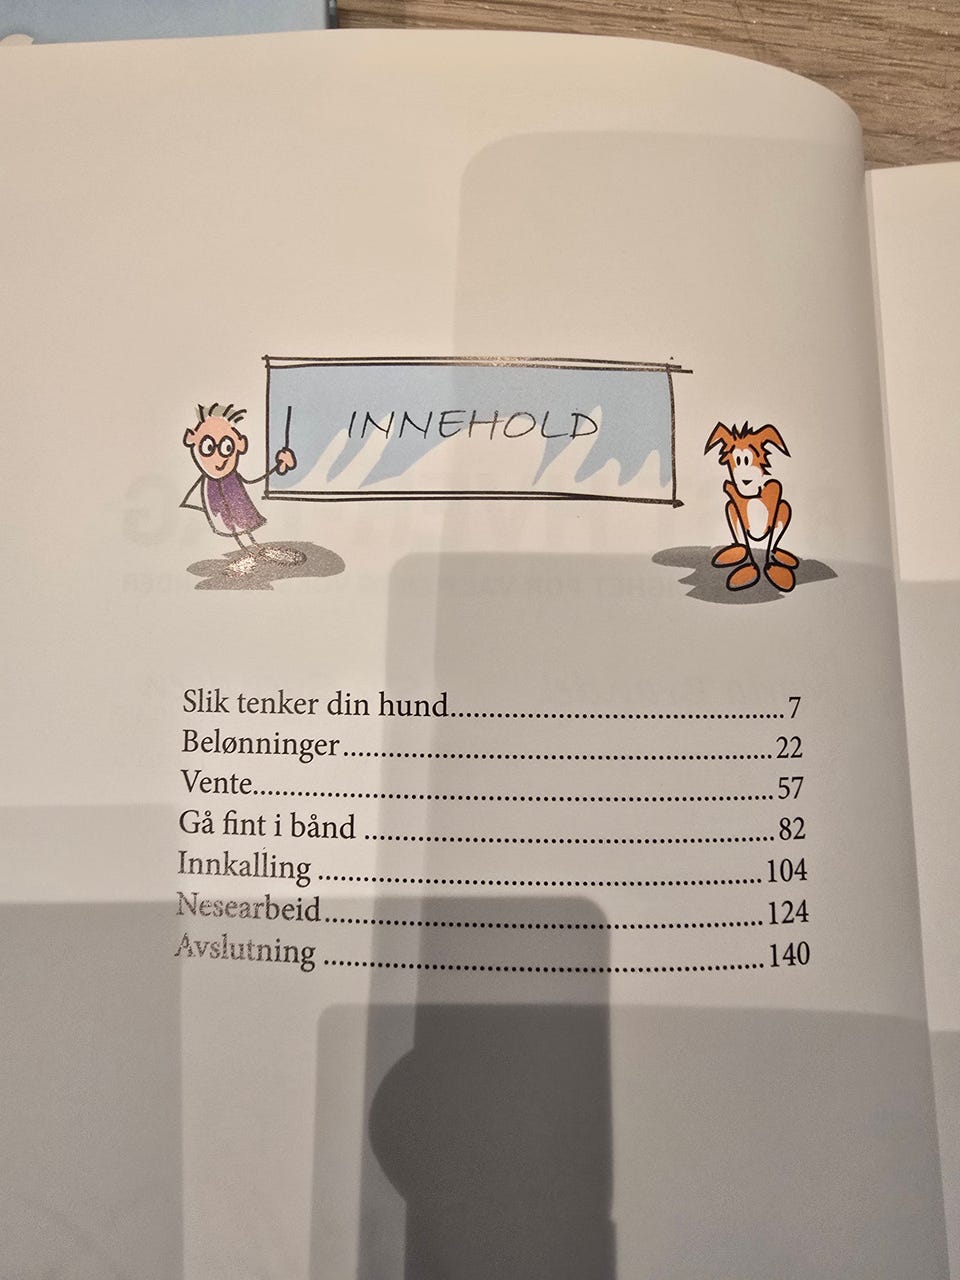 INNEHOLD
Slik tenker din hund....................................................7
Belønninger...................................................................22
Vente................................................................................57
Gå fint i bånd ...............................................................82
Innkalling .....................................................................104
Nesearbeid....................................................................124
Avslutning ....................................................................140